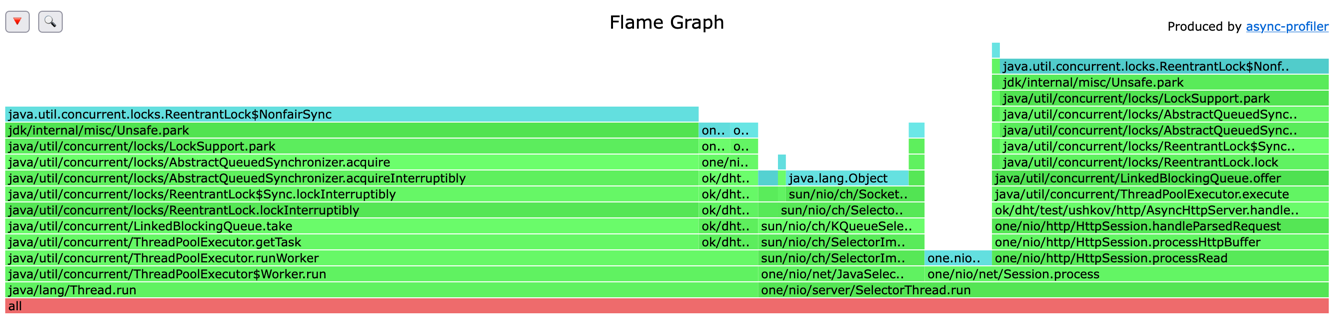 Flame Graph
Produced by async-profiler
java.util.concurrent.locks.ReentrantLock$Nonf..
jdk/internal/misc/Unsafe.park
java/util/concurrent/locks/LockSupport.park
java.util.concurrent.locks.ReentrantLock$NonfairSync java/util/concurrent/locks/AbstractQueuedSync..
jdk/internal/misc/Unsafe.park on.. o.. java/util/concurrent/locks/AbstractQueuedSync..
java/util/concurrent/locks/LockSupport.park on.. o.. java/util/concurrent/locks/ReentrantLock$Sync..
java/util/concurrent/locks/AbstractQueuedSynchronizer.acquire one/ni.. java/util/concurrent/locks/ReentrantLock.lock
java/util/concurrent/locks/AbstractQueuedSynchronizer.acquireInterruptibly ok/dht.. java.lang.Object java/util/concurrent/LinkedBlockingQueue.offer
java/util/concurrent/locks/ReentrantLock$Sync.lockInterruptibly ok/dht.. sun/nio/ch/Socket.. java/util/concurrent/ThreadPoolExecutor.execute
java/util/concurrent/locks/ReentrantLock.lockInterruptibly ok/dht.. sun/nio/ch/Selecto.. ok/dht/test/ushkov/http/AsyncHttpServer.handle..
java/util/concurrent/LinkedBlockingQueue.take ok/dht.. sun/nio/ch/KQueueSele.. one/nio/http/HttpSession.handleParsedRequest
java/util/concurrent/ThreadPoolExecutor.getTask ok/dht.. sun/nio/ch/SelectorIm.. one/nio/http/HttpSession.processHttpBuffer
java/util/concurrent/ThreadPoolExecutor.runWorker sun/nio/ch/SelectorIm.. one.nio.. one/nio/http/HttpSession.processRead
java/util/concurrent/ThreadPoolExecutor$Worker.run one/nio/net/JavaSelec.. one/nio/net/Session.process
java/lang/Thread.run one/nio/server/SelectorThread.run
all